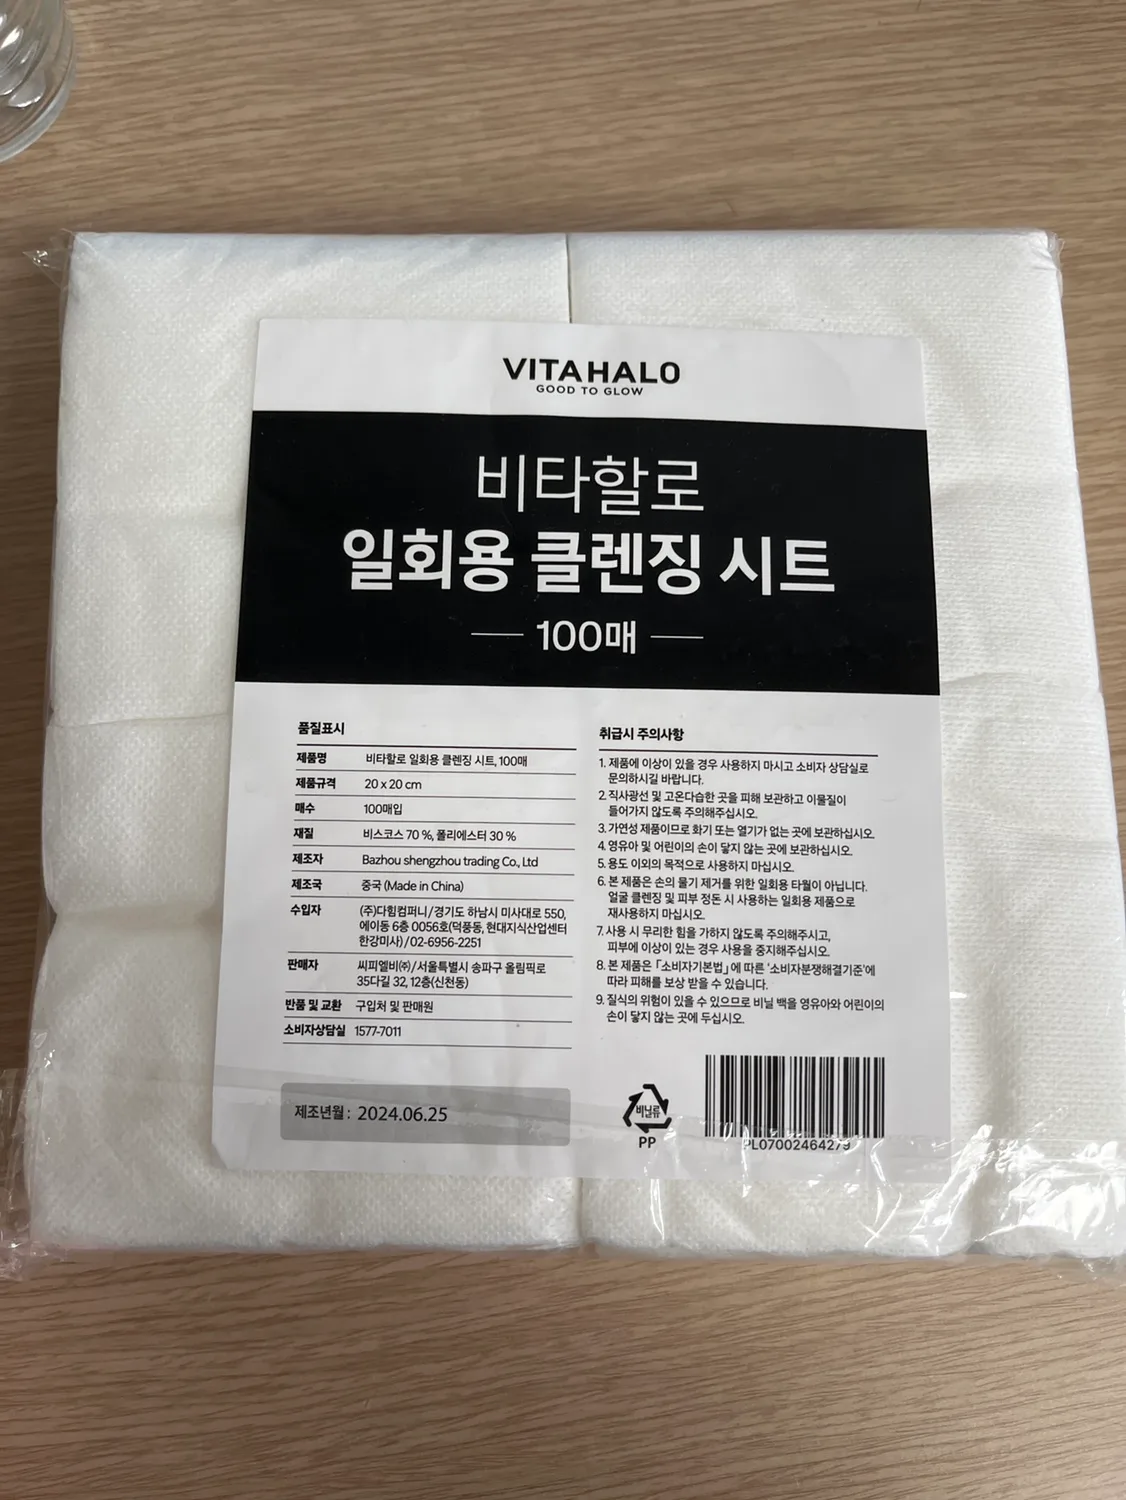 VITAHALO
GOOD TO GLOW
비타할로
일회용 클렌징 시트
100매
품질표시
제품명 비타할로 일회용 클렌징 시트, 100매
제품규격 20 x 20 cm
매수 100매입
재질 비스코스 70 %, 폴리에스터 30 %
제조자 Bazhou shengzhou trading Co., Ltd
제조국 중국 (Made in China)
수입자 (주)다힘컴퍼니/경기도 하남시 미사대로 550,
에이동 6층 0056호(덕풍동, 현대지식산업센터
한강미사) / 02-6956-2251
판매자 씨피엘비㈜/서울특별시 송파구 올림픽로
35다길 32, 12층(신천동)
반품 및 교환 구입처 및 판매원
소비자상담실 1577-7011
제조년월 : 2024.06.25
취급시 주의사항
1. 제품에 이상이 있을 경우 사용하지 마시고 소비자 상담실로
문의하시길 바랍니다.
2. 직사광선 및 고온다습한 곳을 피해 보관하고 이물질이
들어가지 않도록 주의해주십시오.
3. 가연성 제품이므로 화기 또는 열기가 없는 곳에 보관하십시오.
4. 영유아 및 어린이의 손이 닿지 않는 곳에 보관하십시오.
5. 용도 이외의 목적으로 사용하지 마십시오.
6. 본 제품은 손의 물기 제거를 위한 일회용 타월이 아닙니다.
얼굴 클렌징 및 피부 정돈 시 사용하는 일회용 제품으로
재사용하지 마십시오.
7. 사용 시 무리한 힘을 가하지 않도록 주의해주시고,
피부에 이상이 있는 경우 사용을 중지해주십시오.
8. 본 제품은 「소비자기본법」에 따른 '소비자분쟁해결기준'에
따라 피해를 보상 받을 수 있습니다.
9. 질식의 위험이 있을 수 있으므로 비닐 백을 영유아와 어린이의
손이 닿지 않는 곳에 두십시오.
비닐류
PP
PL07002464279